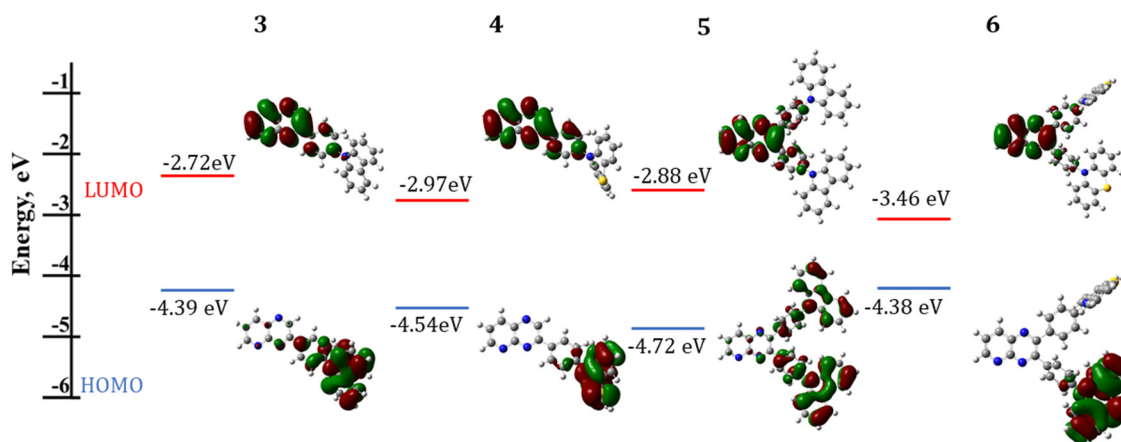 3 4 5 6
Energy, eV
-1
-2
-3
-4
-5
-6
LUMO
HOMO
-2.72eV
-2.97eV
-2.88 eV
-3.46 eV
-4.39 eV
-4.54eV
-4.72 eV
-4.38 eV